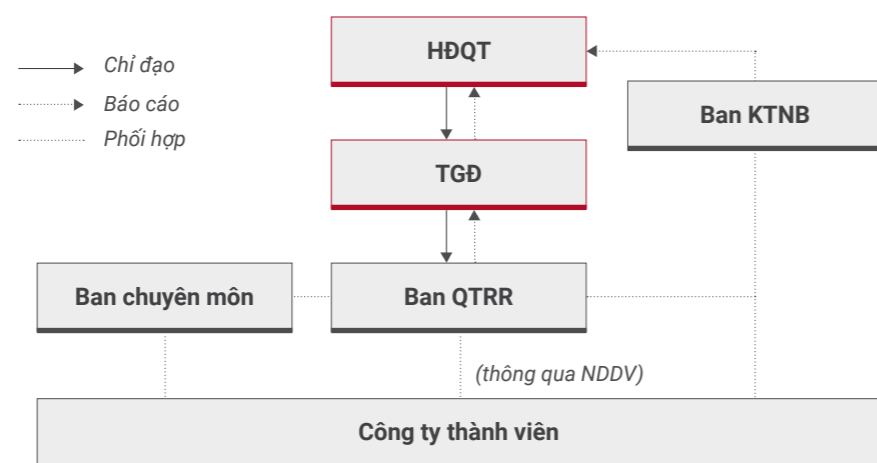 HĐQT
Chỉ đạo
Báo cáo
Phối hợp
Ban KTNB
TGĐ
Ban chuyên môn
Ban QTRR
(thông qua NDDV)
Công ty thành viên